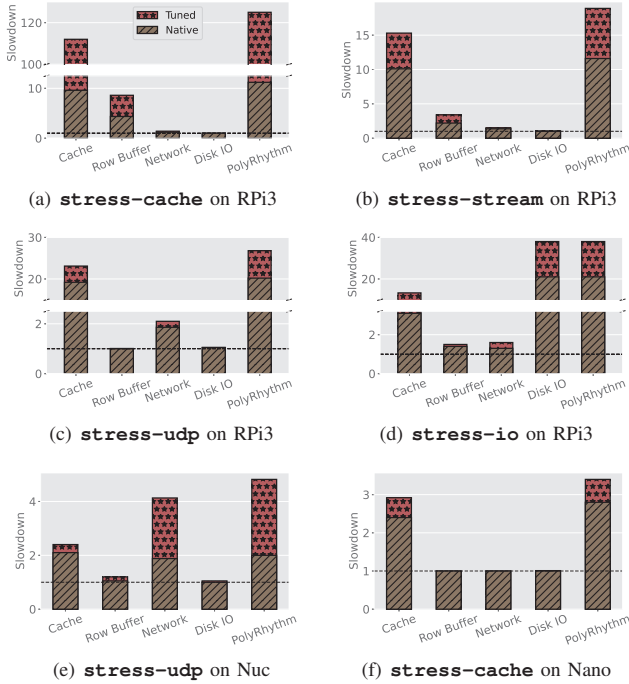 Slowdown
120
100
10
0
Tuned
Native
Cache
Row Buffer
Network
Disk IO
PolyRhythm
(a) stress-cache on RPi3
Slowdown
15
10
5
0
Cache
Row Buffer
Network
Disk IO
PolyRhythm
(b) stress-stream on RPi3
Slowdown
30
20
2
0
Cache
Row Buffer
Network
Disk IO
PolyRhythm
(c) stress-udp on RPi3
Slowdown
40
20
2
0
Cache
Row Buffer
Network
Disk IO
PolyRhythm
(d) stress-io on RPi3
Slowdown
4
2
0
Cache
Row Buffer
Network
Disk IO
PolyRhythm
(e) stress-udp on Nuc
Slowdown
3
2
1
0
Cache
Row Buffer
Network
Disk IO
PolyRhythm
(f) stress-cache on Nano